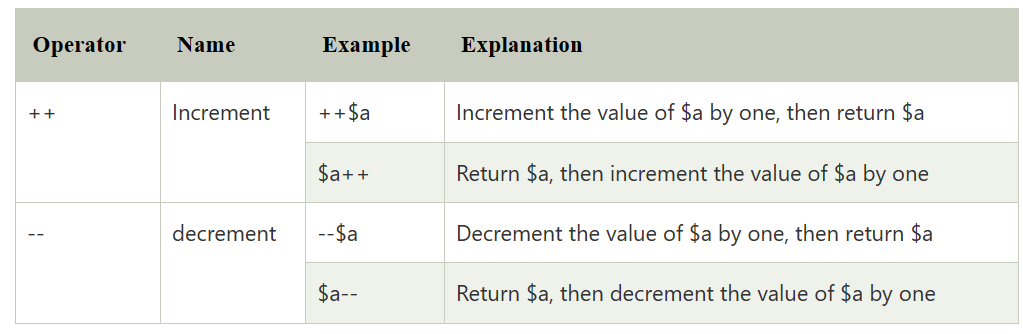 Operator Name Example Explanation
++ Increment ++$a Increment the value of $a by one, then return $a
$a++ Return $a, then increment the value of $a by one
-- decrement --$a Decrement the value of $a by one, then return $a
$a-- Return $a, then decrement the value of $a by one